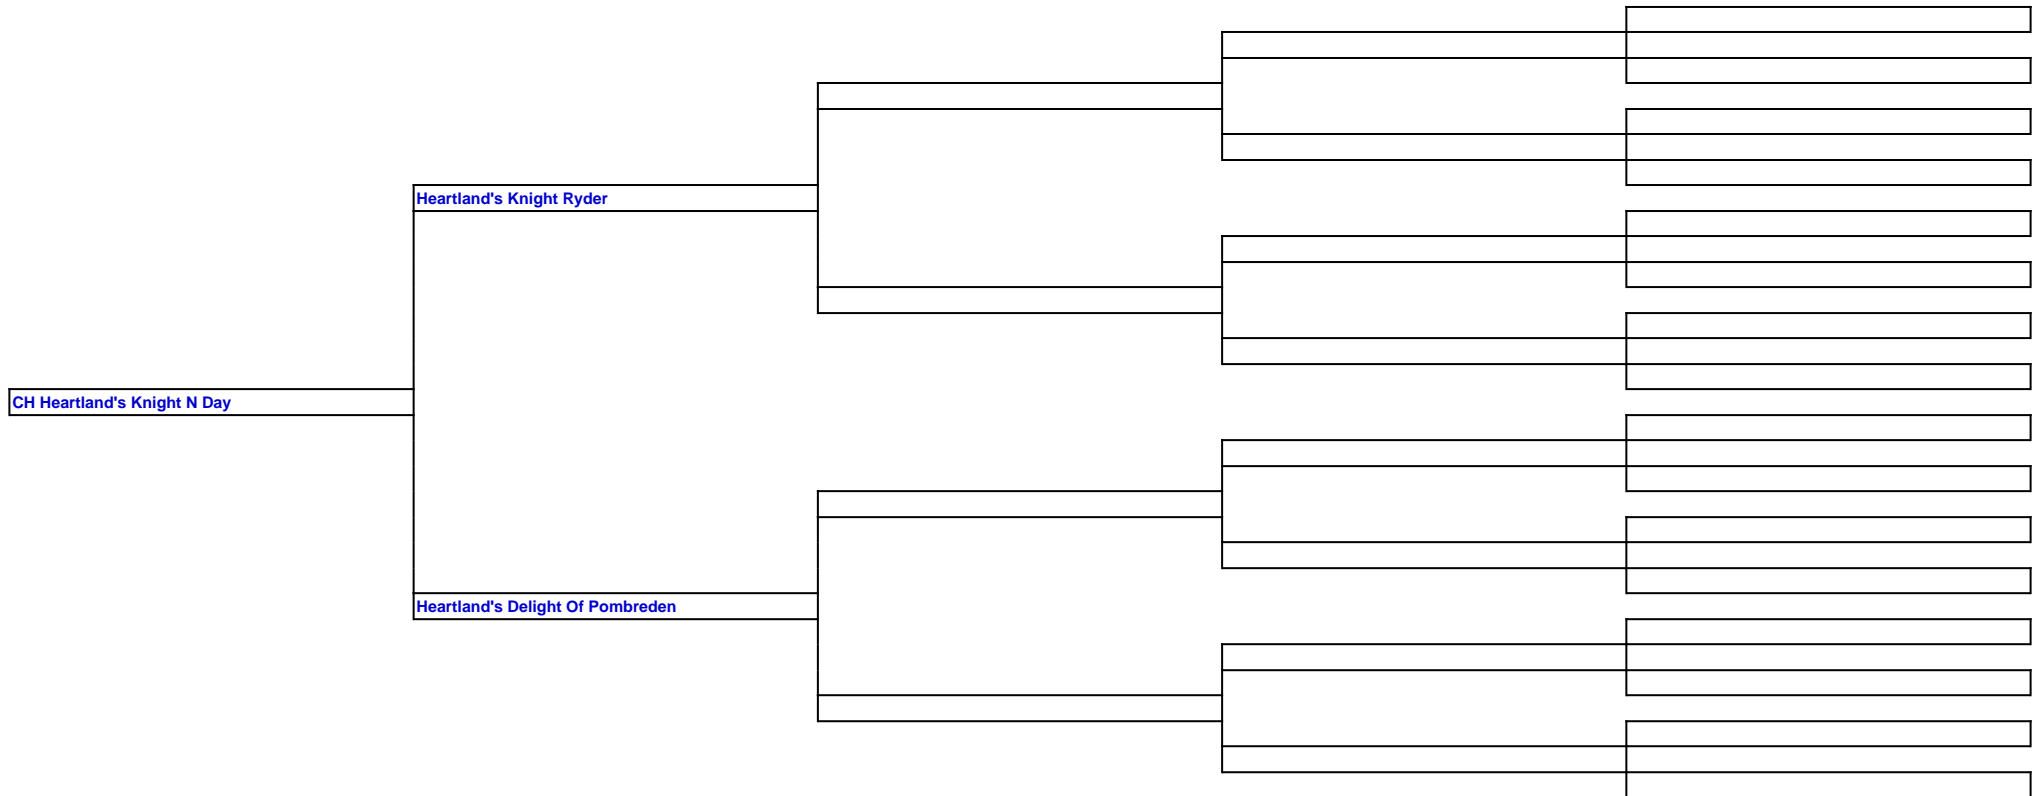 Heartland's Knight Ryder
CH Heartland's Knight N Day
Heartland's Delight Of Pombreden